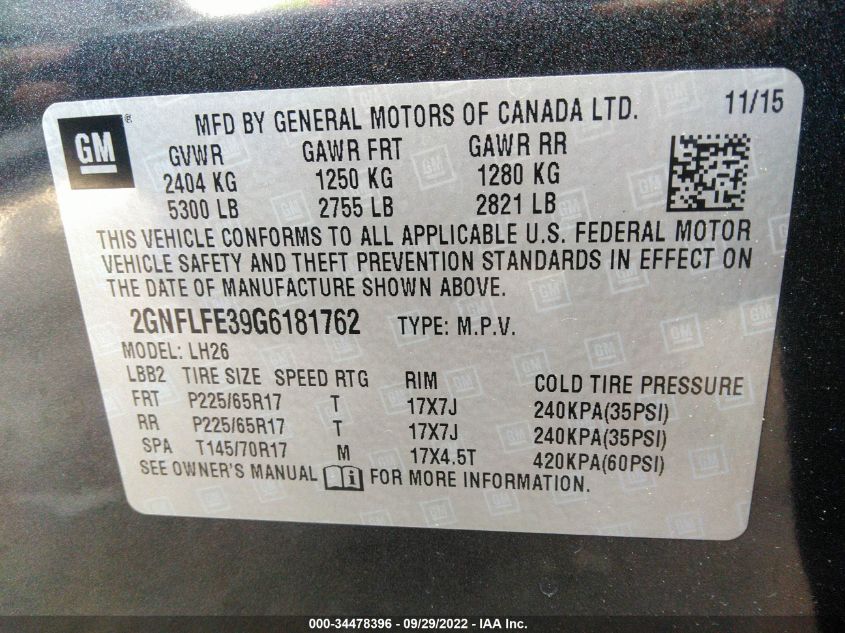 MFD BY GENERAL MOTORS OF CANADA LTD. 11/15
GM ®
GVWR GAWR FRT GAWR RR
2404 KG 1250 KG 1280 KG
5300 LB 2755 LB 2821 LB
THIS VEHICLE CONFORMS TO ALL APPLICABLE U.S. FEDERAL MOTOR
VEHICLE SAFETY AND THEFT PREVENTION STANDARDS IN EFFECT ON
THE DATE OF MANUFACTURE SHOWN ABOVE.
2GNFLFE39G6181762 TYPE: M.P.V.
MODEL: LH26
LBB2 TIRE SIZE SPEED RTG RIM COLD TIRE PRESSURE
FRT P225/65R17 T 17X7J 240KPA(35PSI)
RR P225/65R17 T 17X7J 240KPA(35PSI)
SPA T145/70R17 M 17X4.5T 420KPA(60PSI)
SEE OWNER'S MANUAL i FOR MORE INFORMATION.
000-34478396 - 09/29/2022 - IAA Inc.